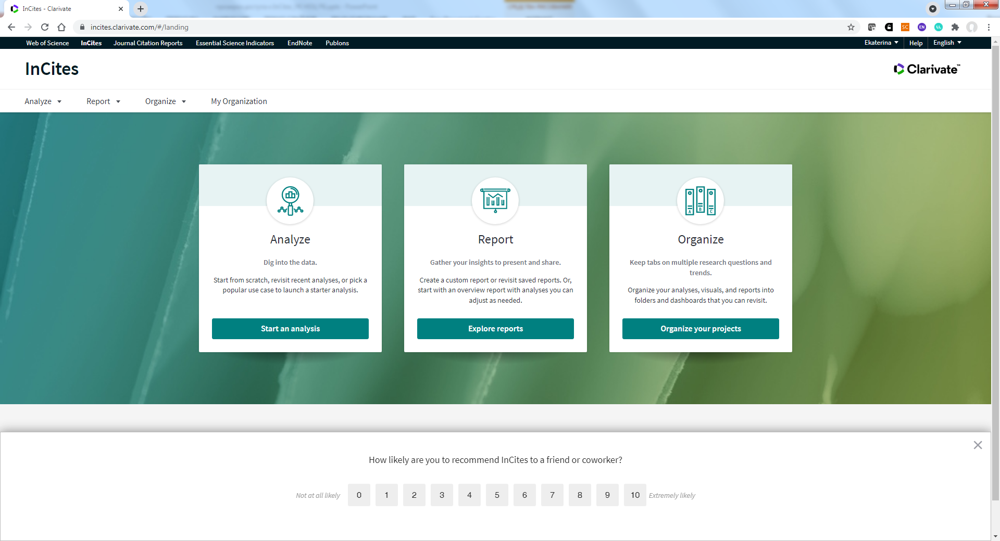 InCites - Clarivate
incites.clarivate.com/#/landing
SC
EN
Web of Science InCites Journal Citation Reports Essential Science Indicators EndNote Publons Ekaterina Help English
InCites
Clarivate™
Analyze Report Organize My Organization
A B C
Analyze
Dig into the data.
Start from scratch, revisit recent analyses, or pick a
popular use case to launch a starter analysis.
Start an analysis
Report
Gather your insights to present and share.
Create a custom report or revisit saved reports. Or,
start with an overview report with analyses you can
adjust as needed.
Explore reports
Organize
Keep tabs on multiple research questions and
trends.
Organize your analyses, visuals, and reports into
folders and dashboards that you can revisit.
Organize your projects
How likely are you to recommend InCites to a friend or coworker?
Not at all likely 0 1 2 3 4 5 6 7 8 9 10 Extremely likely